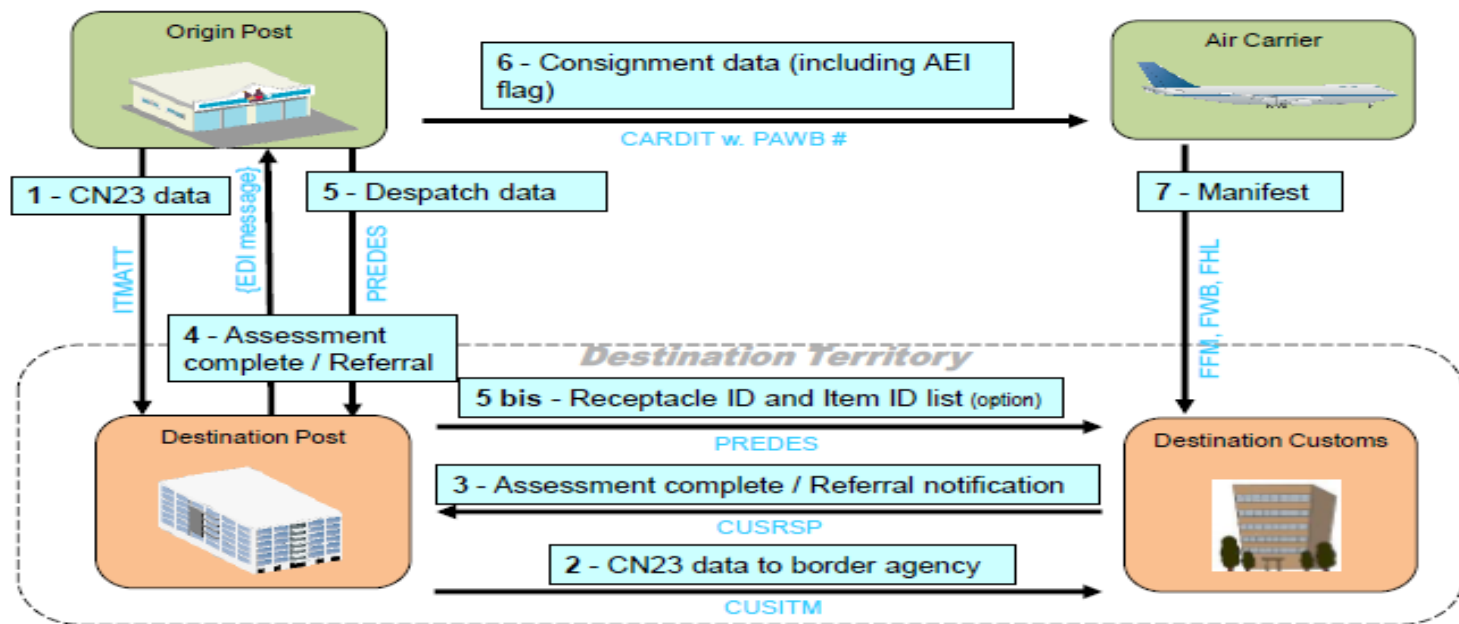 Origin Post
Air Carrier
6 - Consignment data (including AEI
flag)
CARDIT w. PAWB #
1 - CN23 data
5 - Despatch data
7 - Manifest
ITMATT
{EDI message}
PREDES
FFM, FWB, FHL
4 - Assessment
complete / Referral
Destination Territory
5 bis - Receptacle ID and Item ID list (option)
PREDES
Destination Post
Destination Customs
3 - Assessment complete / Referral notification
CUSRSP
2 - CN23 data to border agency
CUSITM